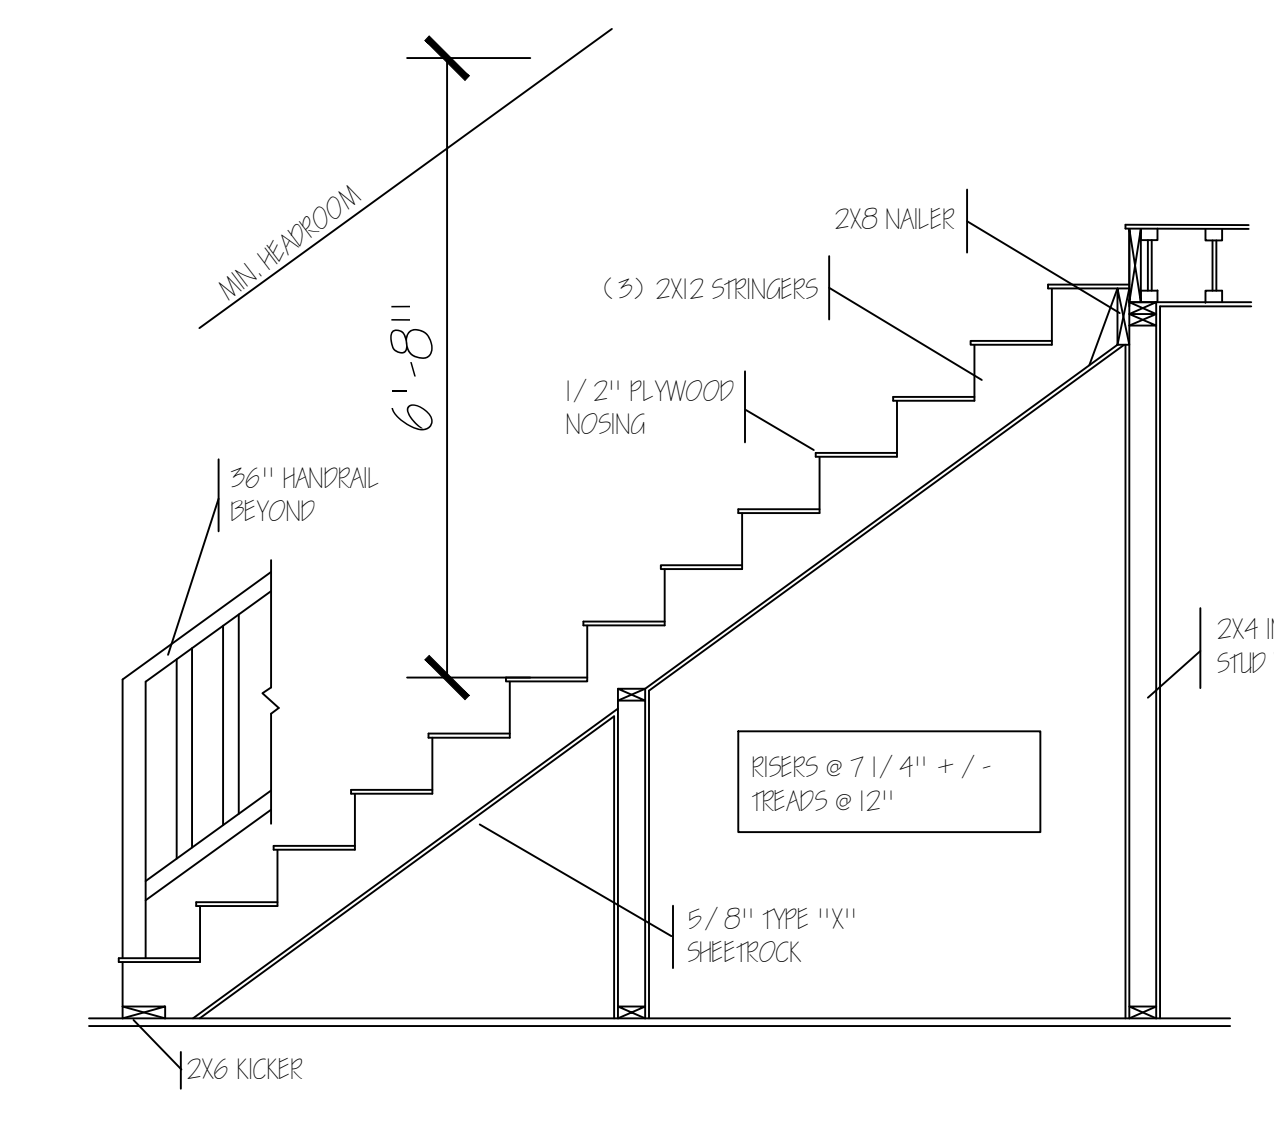 MIN. HEADROOM
2X8 NAILER
(3) 2X12 STRINGERS
6'-8"
1/2" PLYWOOD
NOSING
36" HANDRAIL
BEYOND
2X4
STUD
RISERS @ 7 1/4" +/-
TREADS @ 12"
5/8" TYPE "X"
SHEETROCK
2X6 KICKER